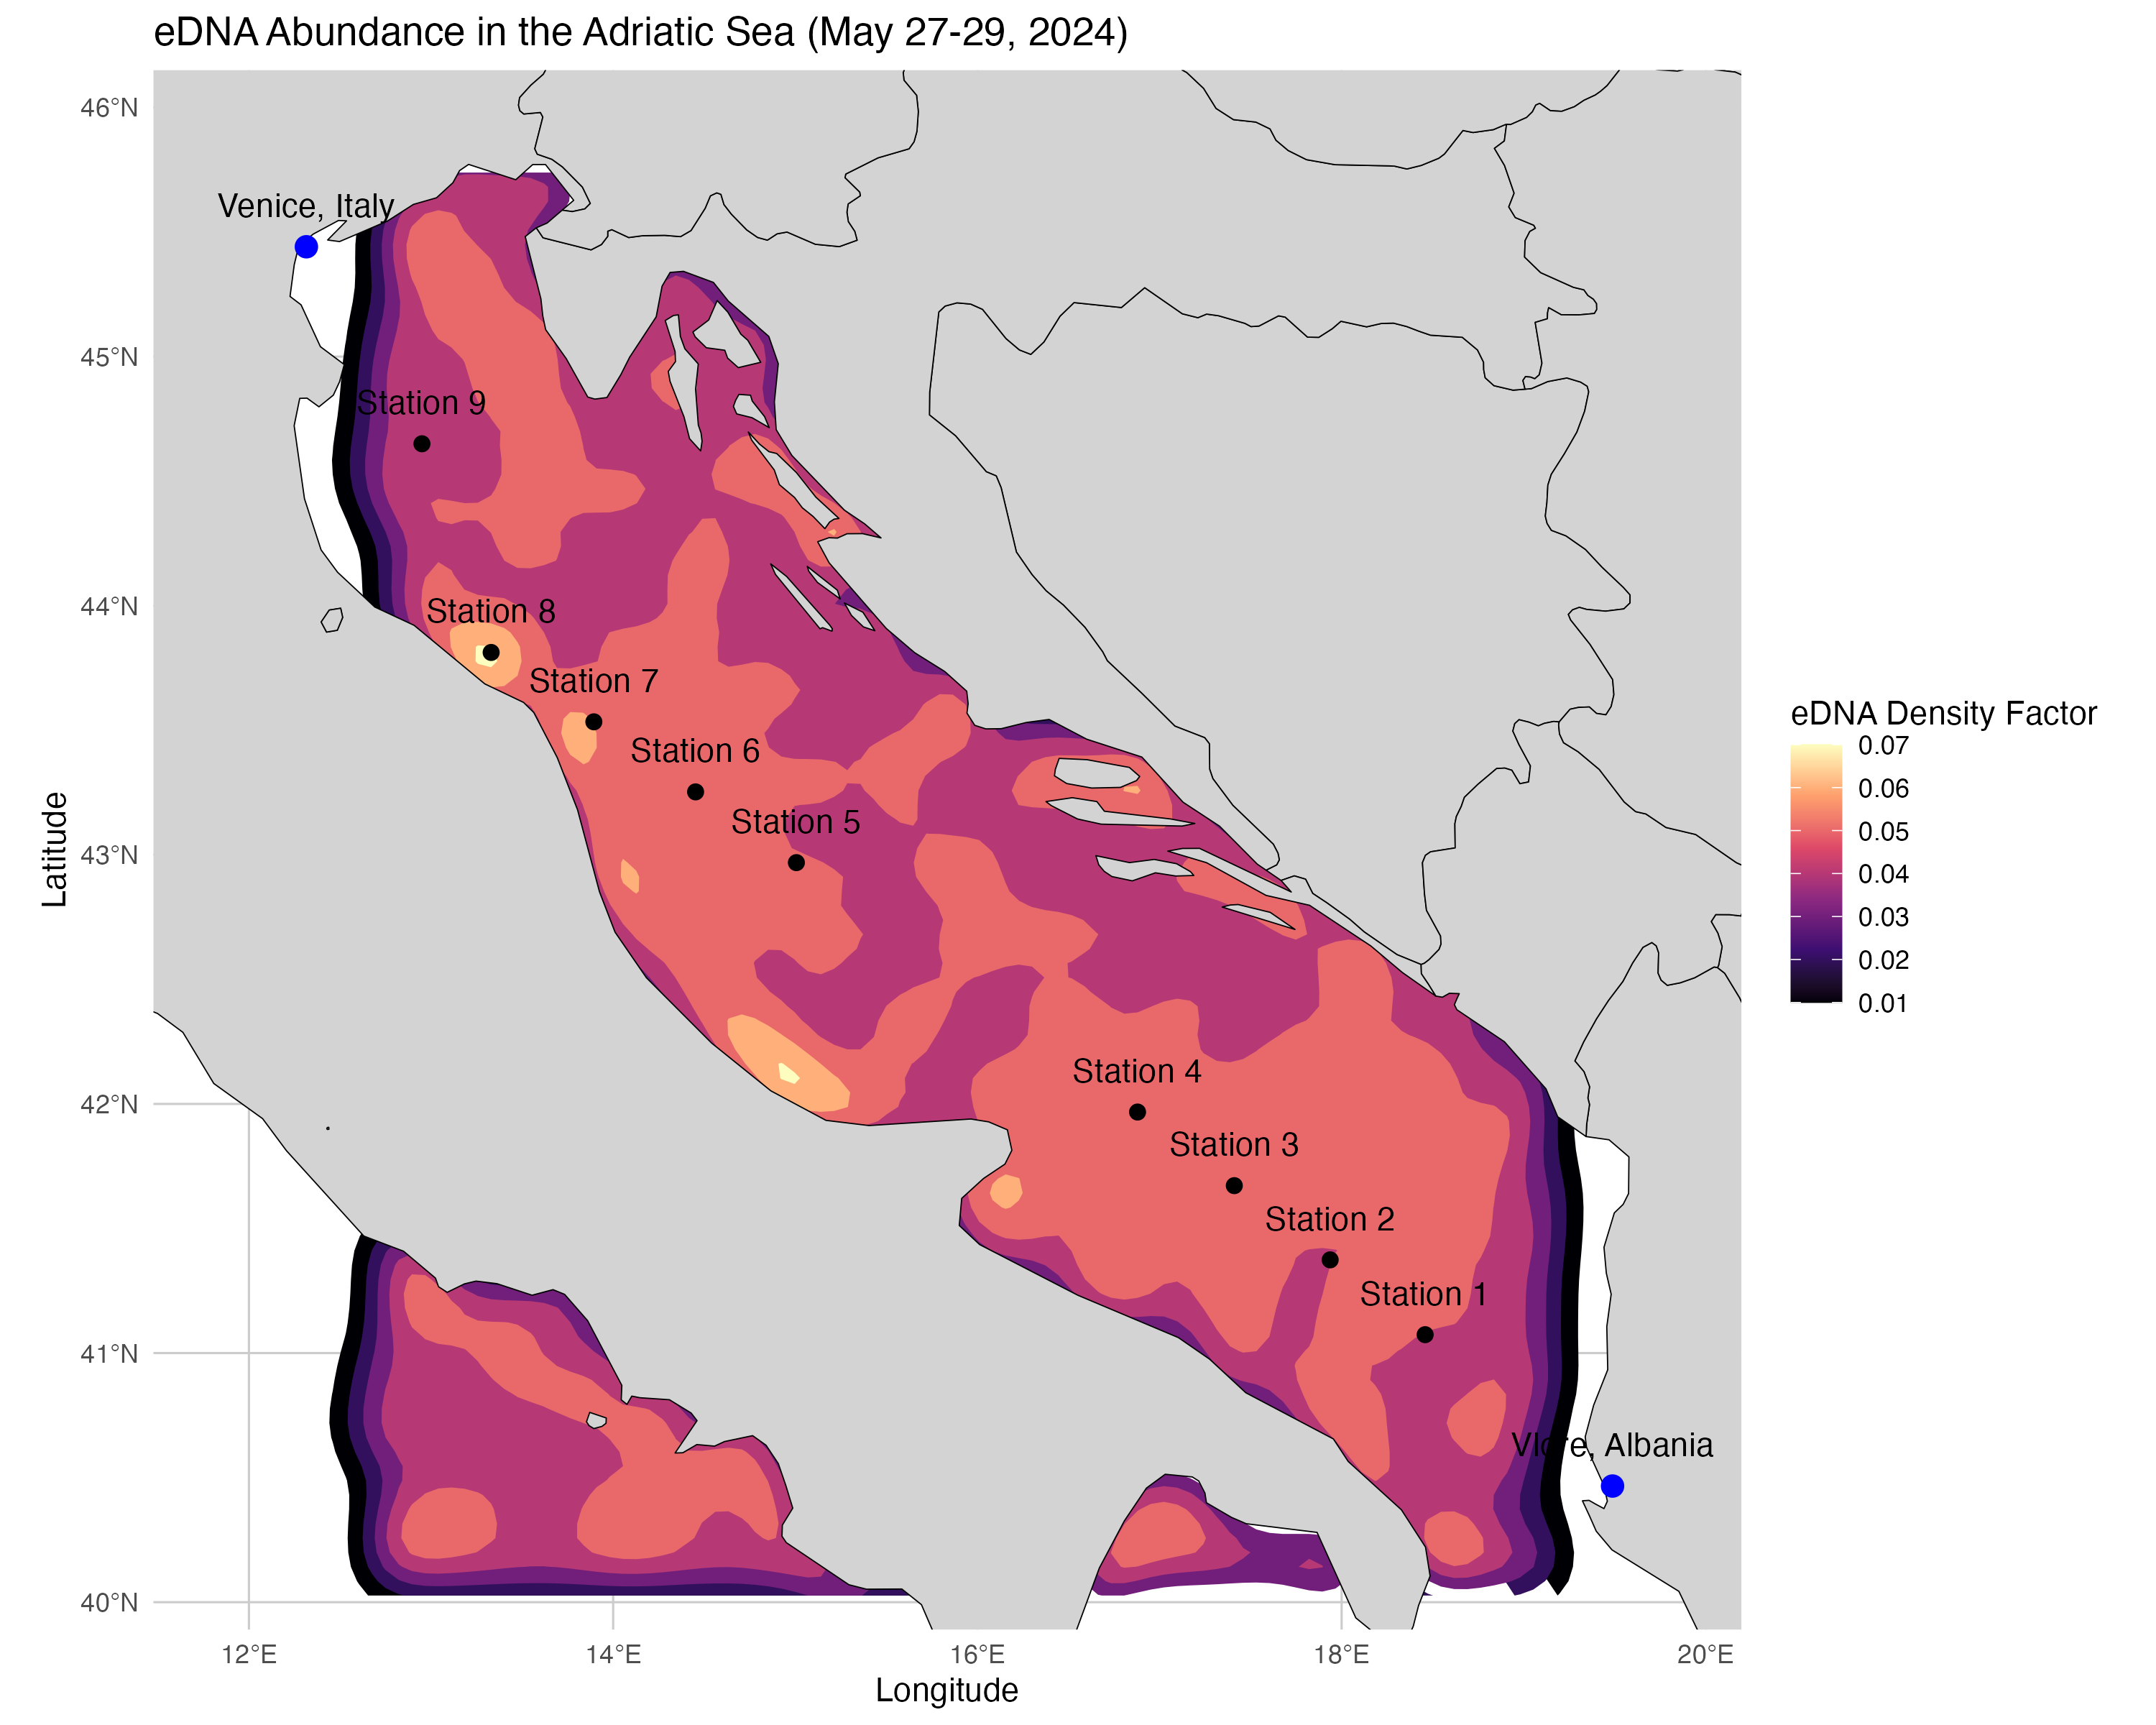 eDNA Abundance in the Adriatic Sea (May 27-29, 2024)
46°N
45°N
44°N
43°N
42°N
41°N
40°N
Latitude
Venice, Italy
Station 9
Station 8
Station 7
Station 6
Station 5
Station 4
Station 3
Station 2
Station 1
Vlore, Albania
12°E
14°E
16°E
18°E
20°E
Longitude
eDNA Density Factor
0.07
0.06
0.05
0.04
0.03
0.02
0.01